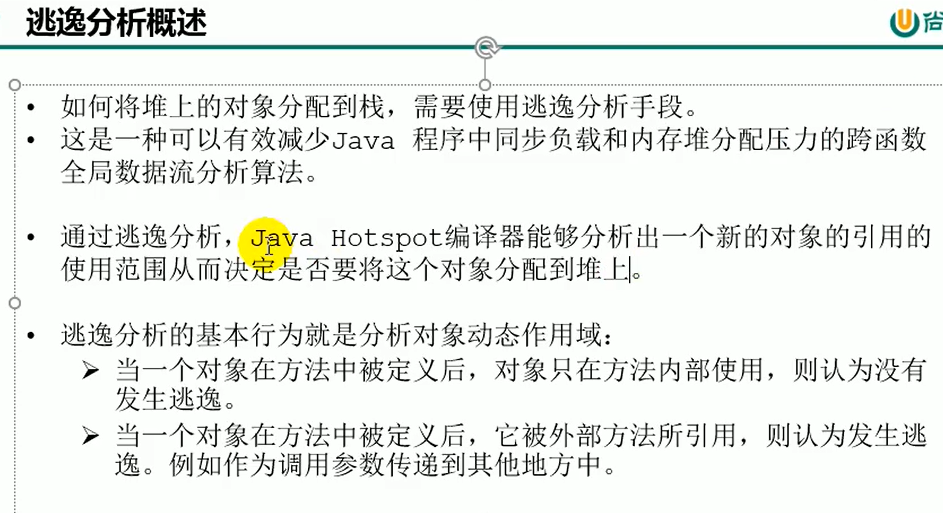 逃逸分析概述
尚
• 如何将堆上的对象分配到栈，需要使用逃逸分析手段。
• 这是一种可以有效减少Java 程序中同步负载和内存堆分配压力的跨函数
全局数据流分析算法。
• 通过逃逸分析，Java Hotspot编译器能够分析出一个新的对象的引用的
使用范围从而决定是否要将这个对象分配到堆上。
• 逃逸分析的基本行为就是分析对象动态作用域：
➢ 当一个对象在方法中被定义后，对象只在方法内部使用，则认为没有
发生逃逸。
➢ 当一个对象在方法中被定义后，它被外部方法所引用，则认为发生逃
逸。例如作为调用参数传递到其他地方中。